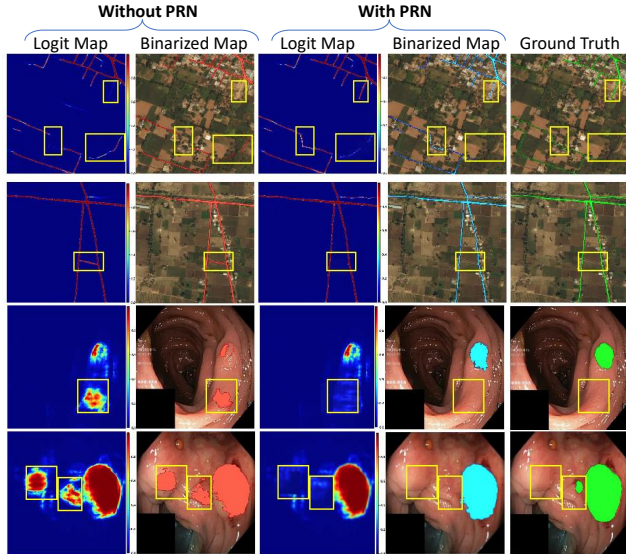 Without PRN
With PRN
Logit Map
Binarized Map
Logit Map
Binarized Map
Ground Truth